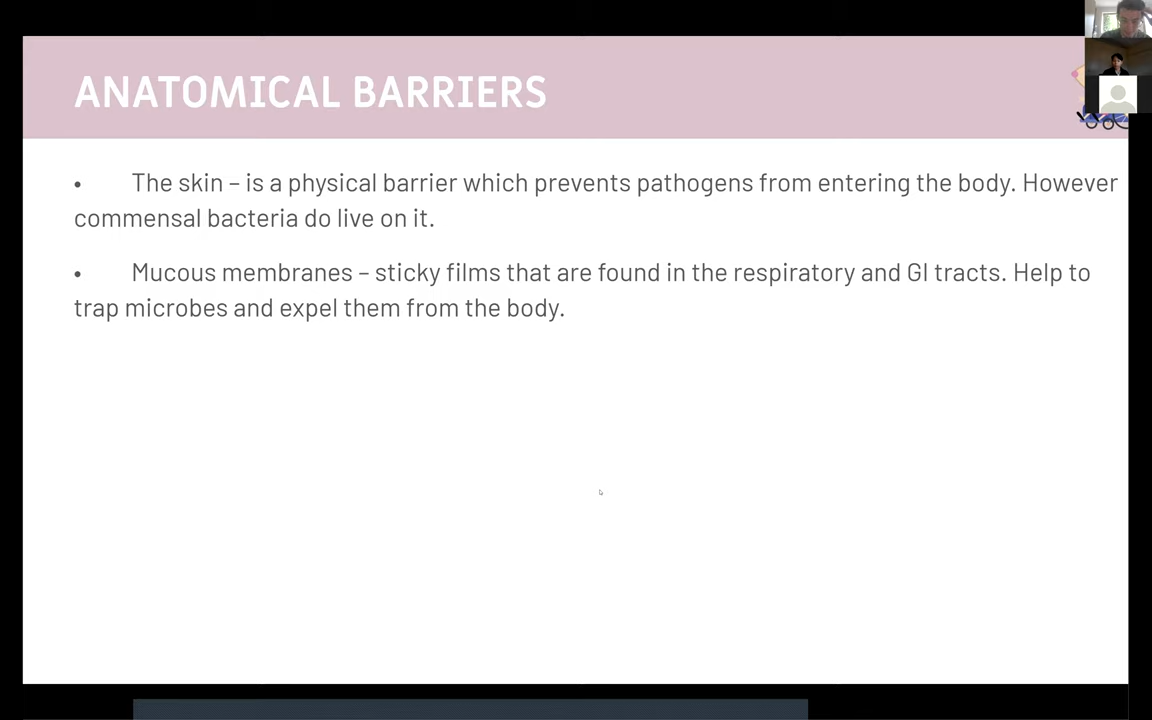 ANATOMICAL BARRIERS
• The skin – is a physical barrier which prevents pathogens from entering the body. However
commensal bacteria do live on it.
• Mucous membranes – sticky films that are found in the respiratory and GI tracts. Help to
trap microbes and expel them from the body.